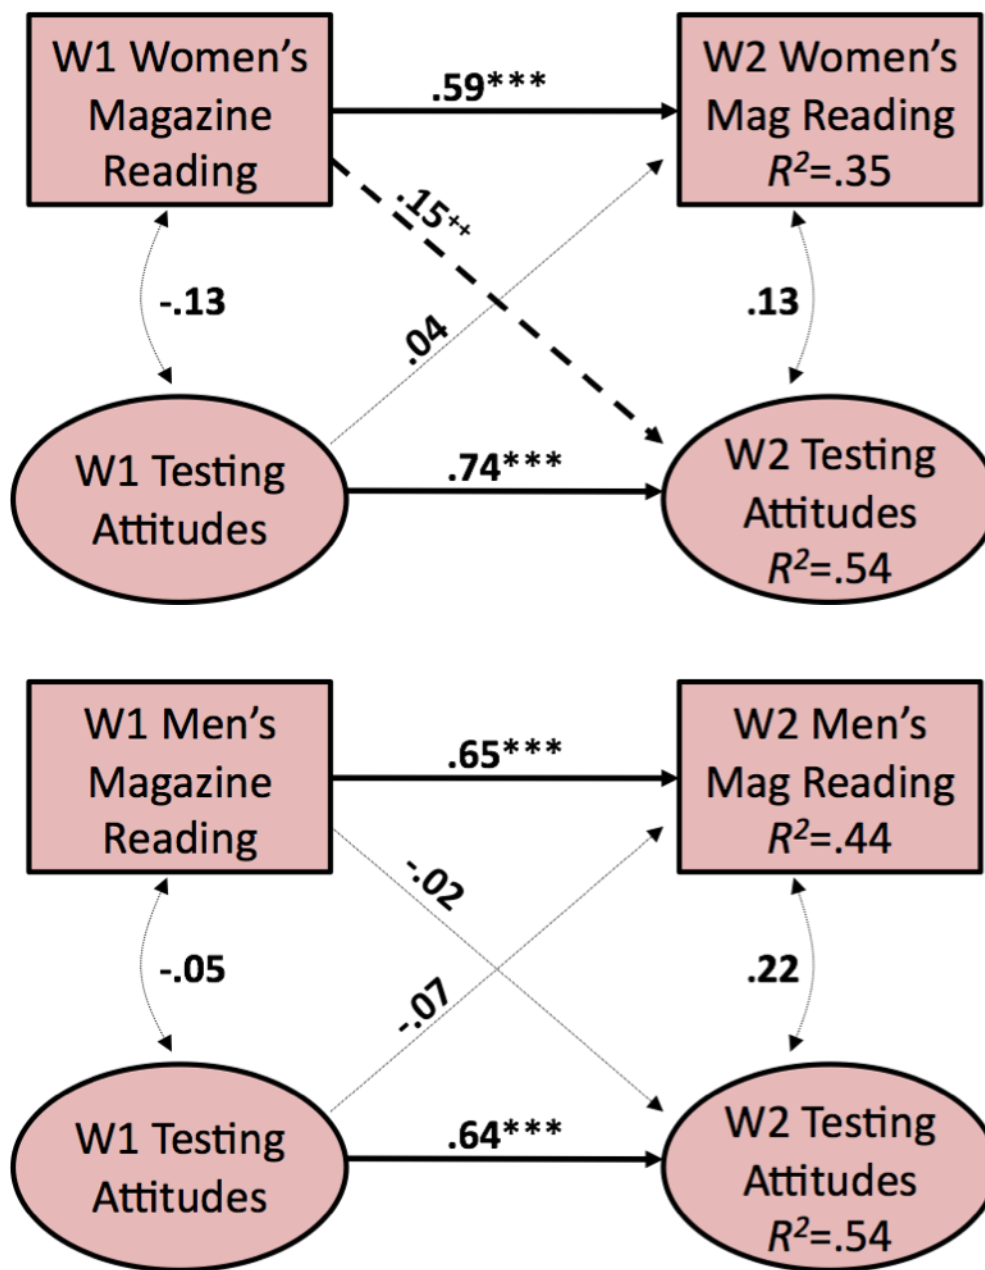 W1 Women's
Magazine
Reading
.59***
W2 Women's
Mag Reading
R²=.35
.15⁺⁺
-.13
.04
.13
W1 Testing
Attitudes
.74***
W2 Testing
Attitudes
R²=.54
W1 Men's
Magazine
Reading
.65***
W2 Men's
Mag Reading
R²=.44
-.02
-.05
-.07
.22
W1 Testing
Attitudes
.64***
W2 Testing
Attitudes
R²=.54